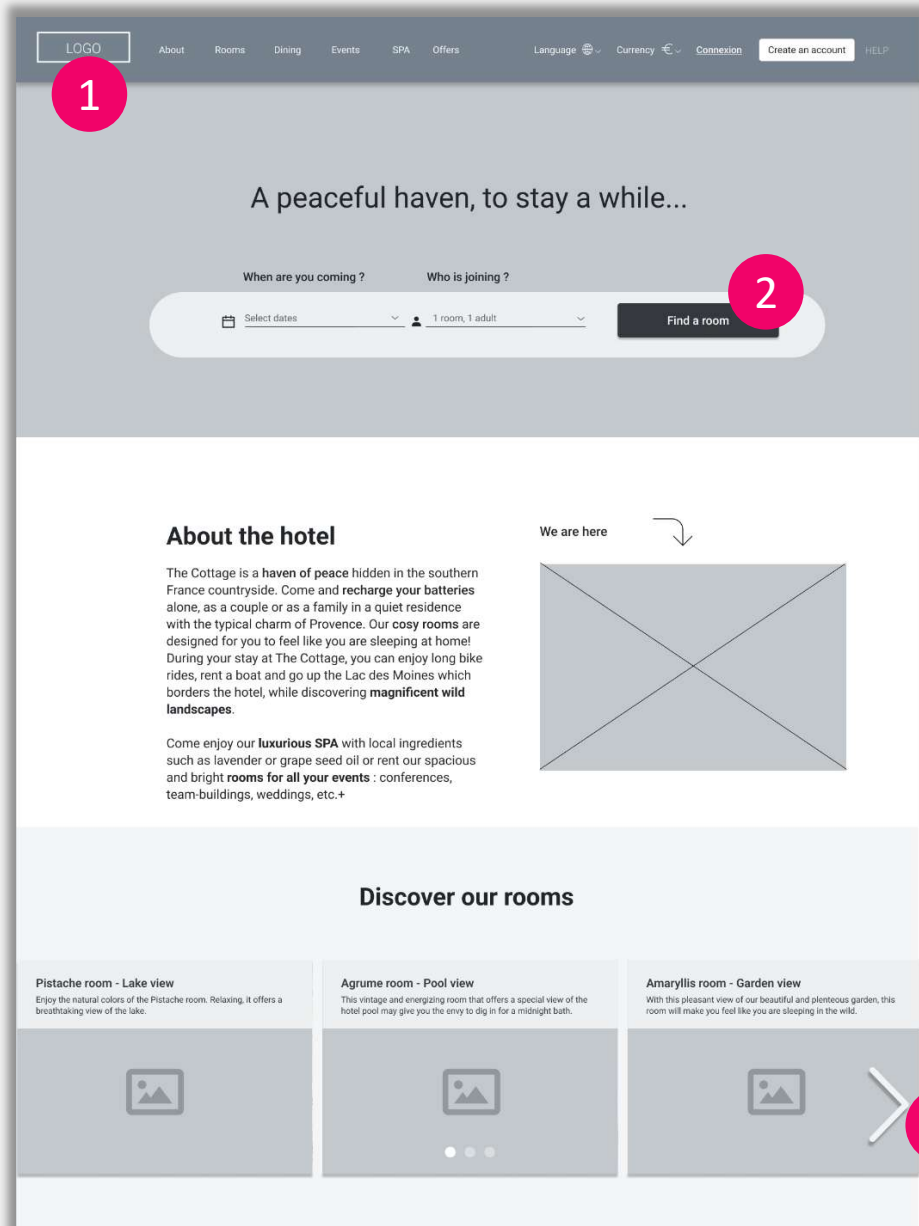 LOGO About Rooms Dining Events SPA Offers Language Currency € Connexion Create an account HELP
1
A peaceful haven, to stay a while...
When are you coming ? Who is joining ?
2
Select dates 1 room, 1 adult Find a room
About the hotel
The Cottage is a haven of peace hidden in the southern
France countryside. Come and recharge your batteries
alone, as a couple or as a family in a quiet residence
with the typical charm of Provence. Our cosy rooms are
designed for you to feel like you are sleeping at home!
During your stay at The Cottage, you can enjoy long bike
rides, rent a boat and go up the Lac des Moines which
borders the hotel, while discovering magnificent wild
landscapes.
Come enjoy our luxurious SPA with local ingredients
such as lavender or grape seed oil or rent our spacious
and bright rooms for all your events : conferences,
team-buildings, weddings, etc.+
We are here
Discover our rooms
Pistache room - Lake view
Enjoy the natural colors of the Pistache room. Relaxing, it offers a
breathtaking view of the lake.
Agrume room - Pool view
This vintage and energizing room that offers a special view of the
hotel pool may give you the envy to dig in for a midnight bath.
Amaryllis room - Garden view
With this pleasant view of our beautiful and plenteous garden, this
room will make you feel like you are sleeping in the wild.